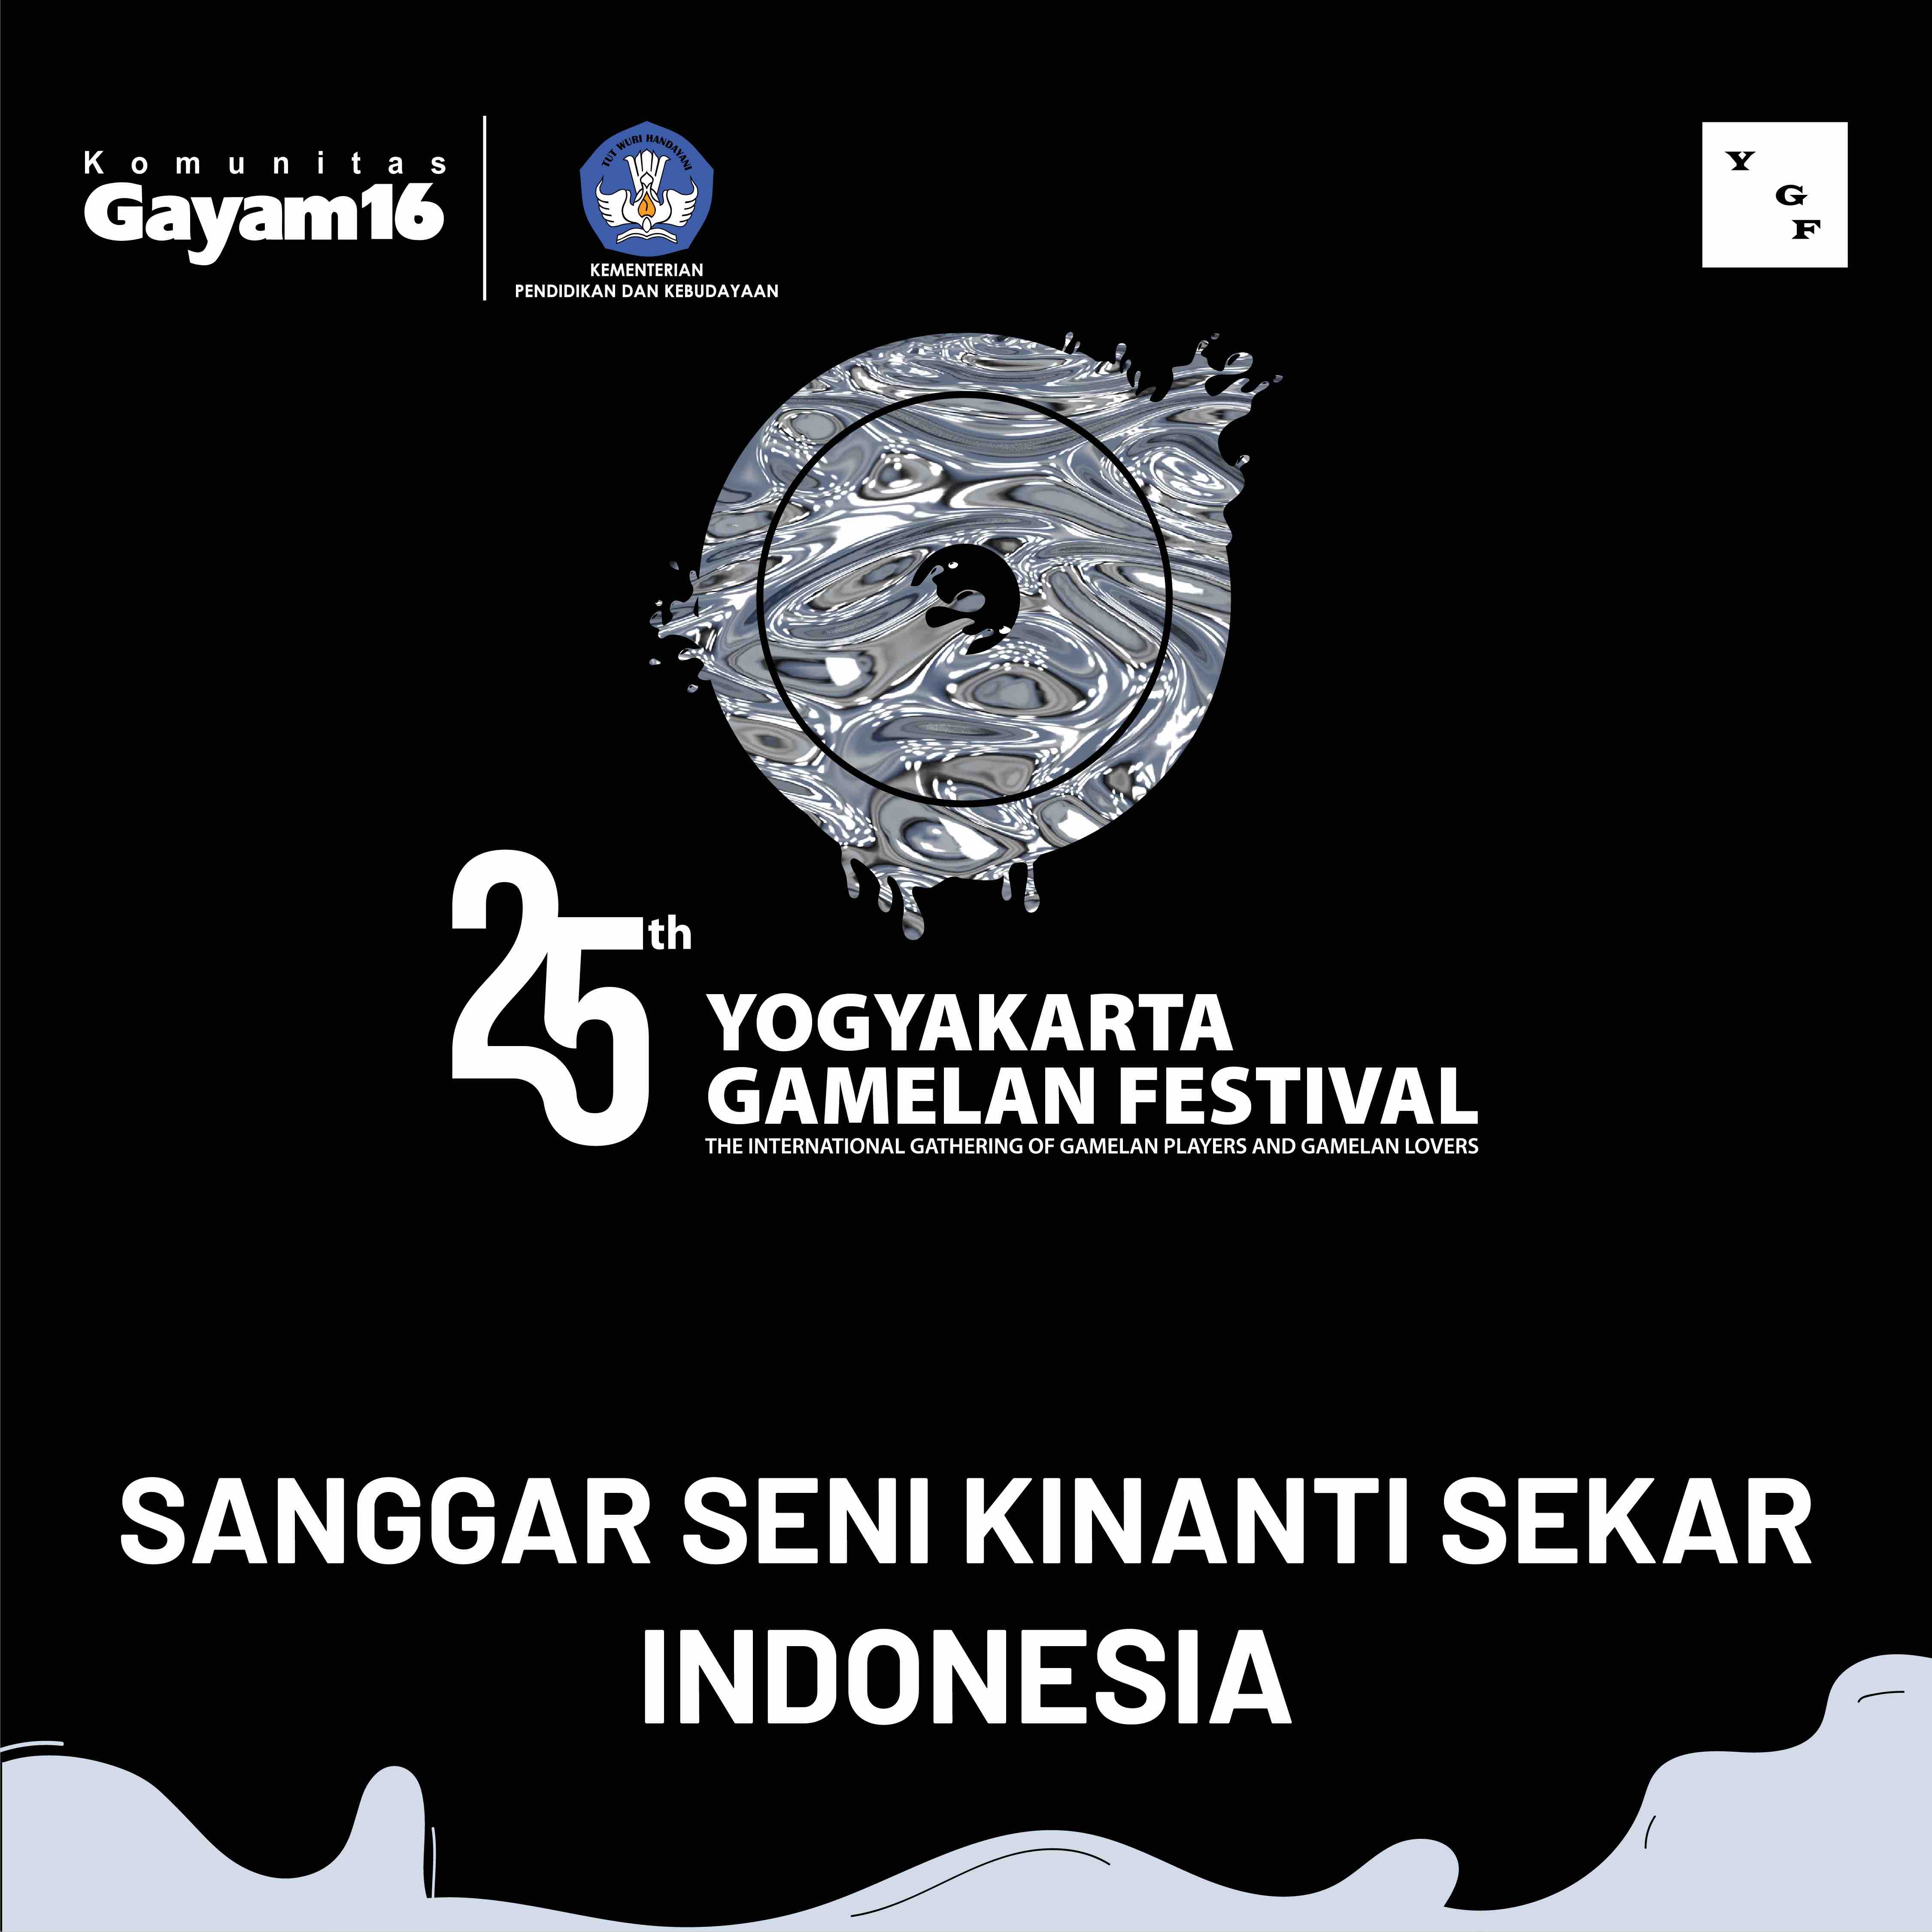 Komunitas
Gayam16
TUT WURI HANDAYANI
KEMENTERIAN
PENDIDIKAN DAN KEBUDAYAAN
Y
G
F
25th
YOGYAKARTA
GAMELAN FESTIVAL
THE INTERNATIONAL GATHERING OF GAMELAN PLAYERS AND GAMELAN LOVERS
SANGGAR SENI KINANTI SEKAR
INDONESIA